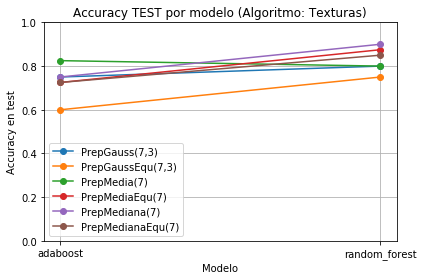 Accuracy TEST por modelo (Algoritmo: Texturas)
1.0
0.8
0.6
0.4
0.2
0.0
Accuracy en test
PrepGauss(7,3)
PrepGaussEqu(7,3)
PrepMedia(7)
PrepMediaEqu(7)
PrepMediana(7)
PrepMedianaEqu(7)
adaboost
random_forest
Modelo